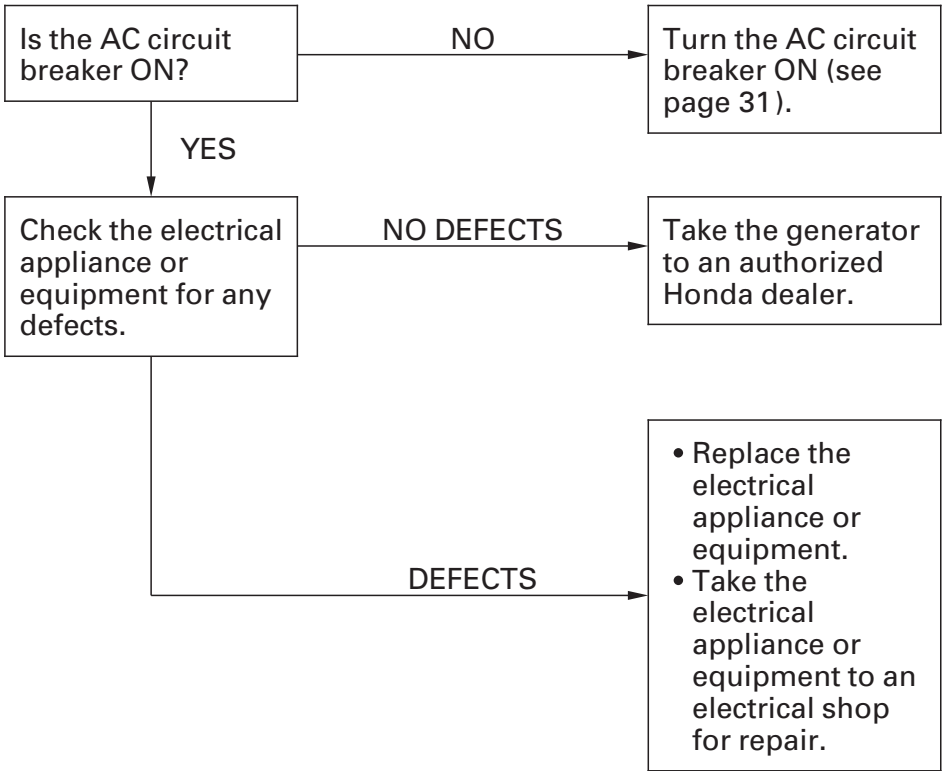 Is the AC circuit
breaker ON?
NO
Turn the AC circuit
breaker ON (see
page 31).
YES
Check the electrical
appliance or
equipment for any
defects.
NO DEFECTS
Take the generator
to an authorized
Honda dealer.
DEFECTS
• Replace the
electrical
appliance or
equipment.
• Take the
electrical
appliance or
equipment to an
electrical shop
for repair.